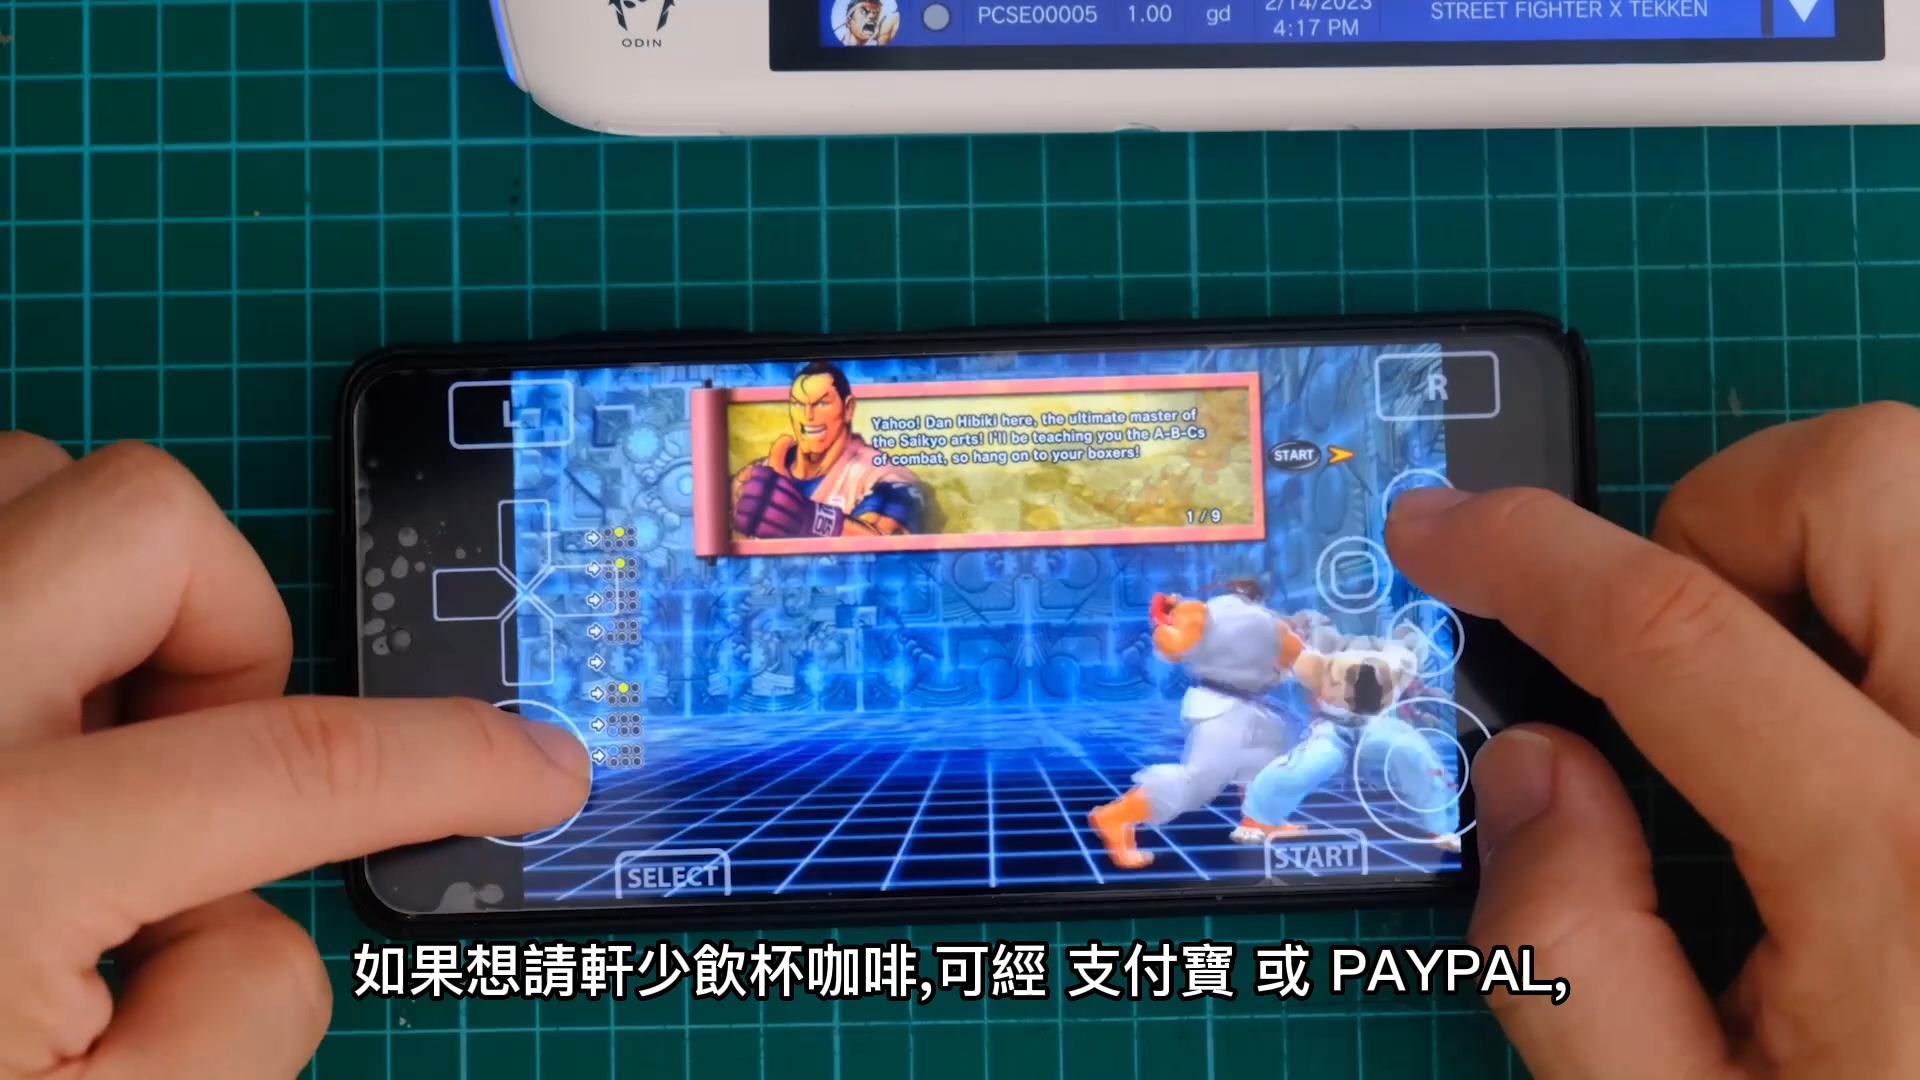 ODIN
PCSE00005 1.00 gd 2/14/2023 4:17 PM STREET FIGHTER X TEKKEN
L
R
Yahoo! Dan Hibiki here, the ultimate master of
the Saikyo arts! I'll be teaching you the A-B-Cs
of combat, so hang on to your boxers!
START
1/9
SELECT
START
如果想請軒少飲杯咖啡,可經 支付寶 或 PAYPAL,